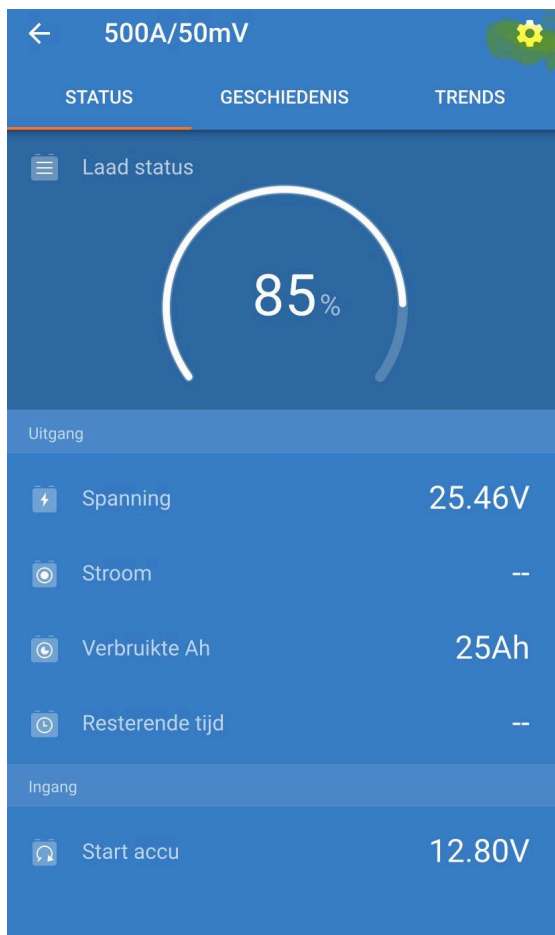 500A/50mV
STATUS GESCHIEDENIS TRENDS
Laad status
85%
Uitgang
Spanning 25.46V
Stroom --
Verbruikte Ah 25Ah
Resterende tijd --
Ingang
Start accu 12.80V